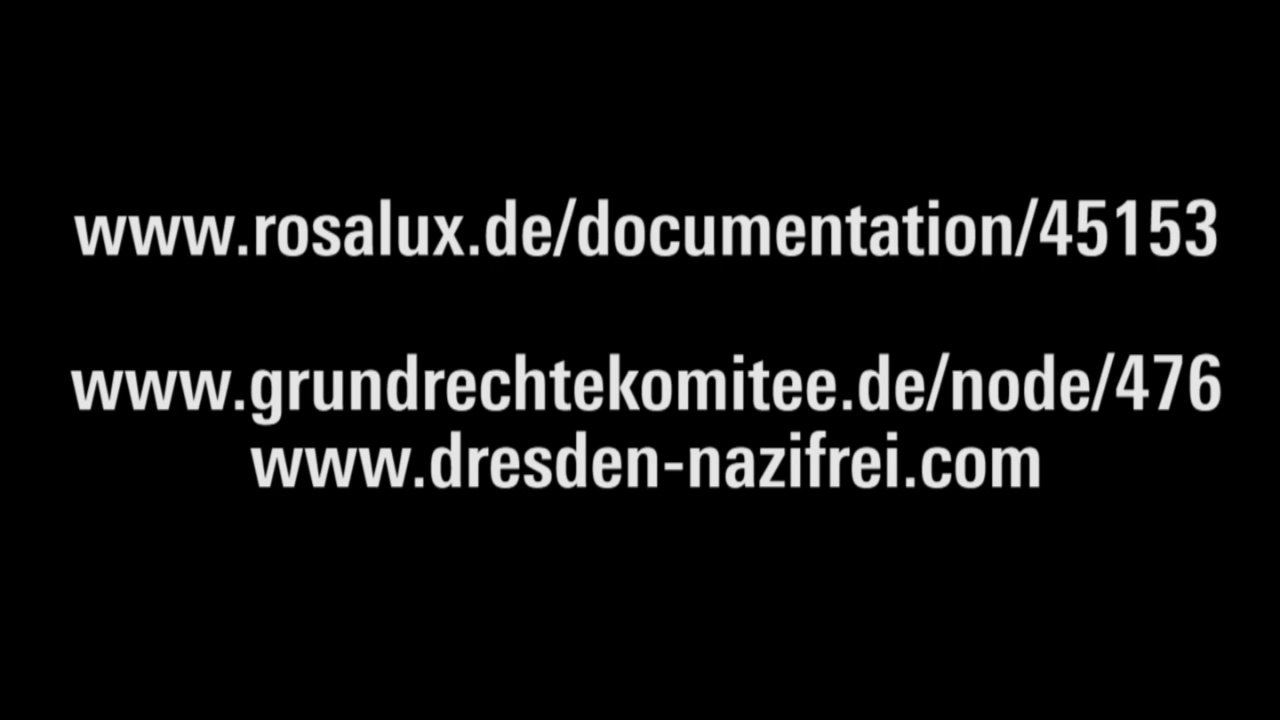 www.rosalux.de/documentation/45153
www.grundrechtekomitee.de/node/476
www.dresden-nazifrei.com